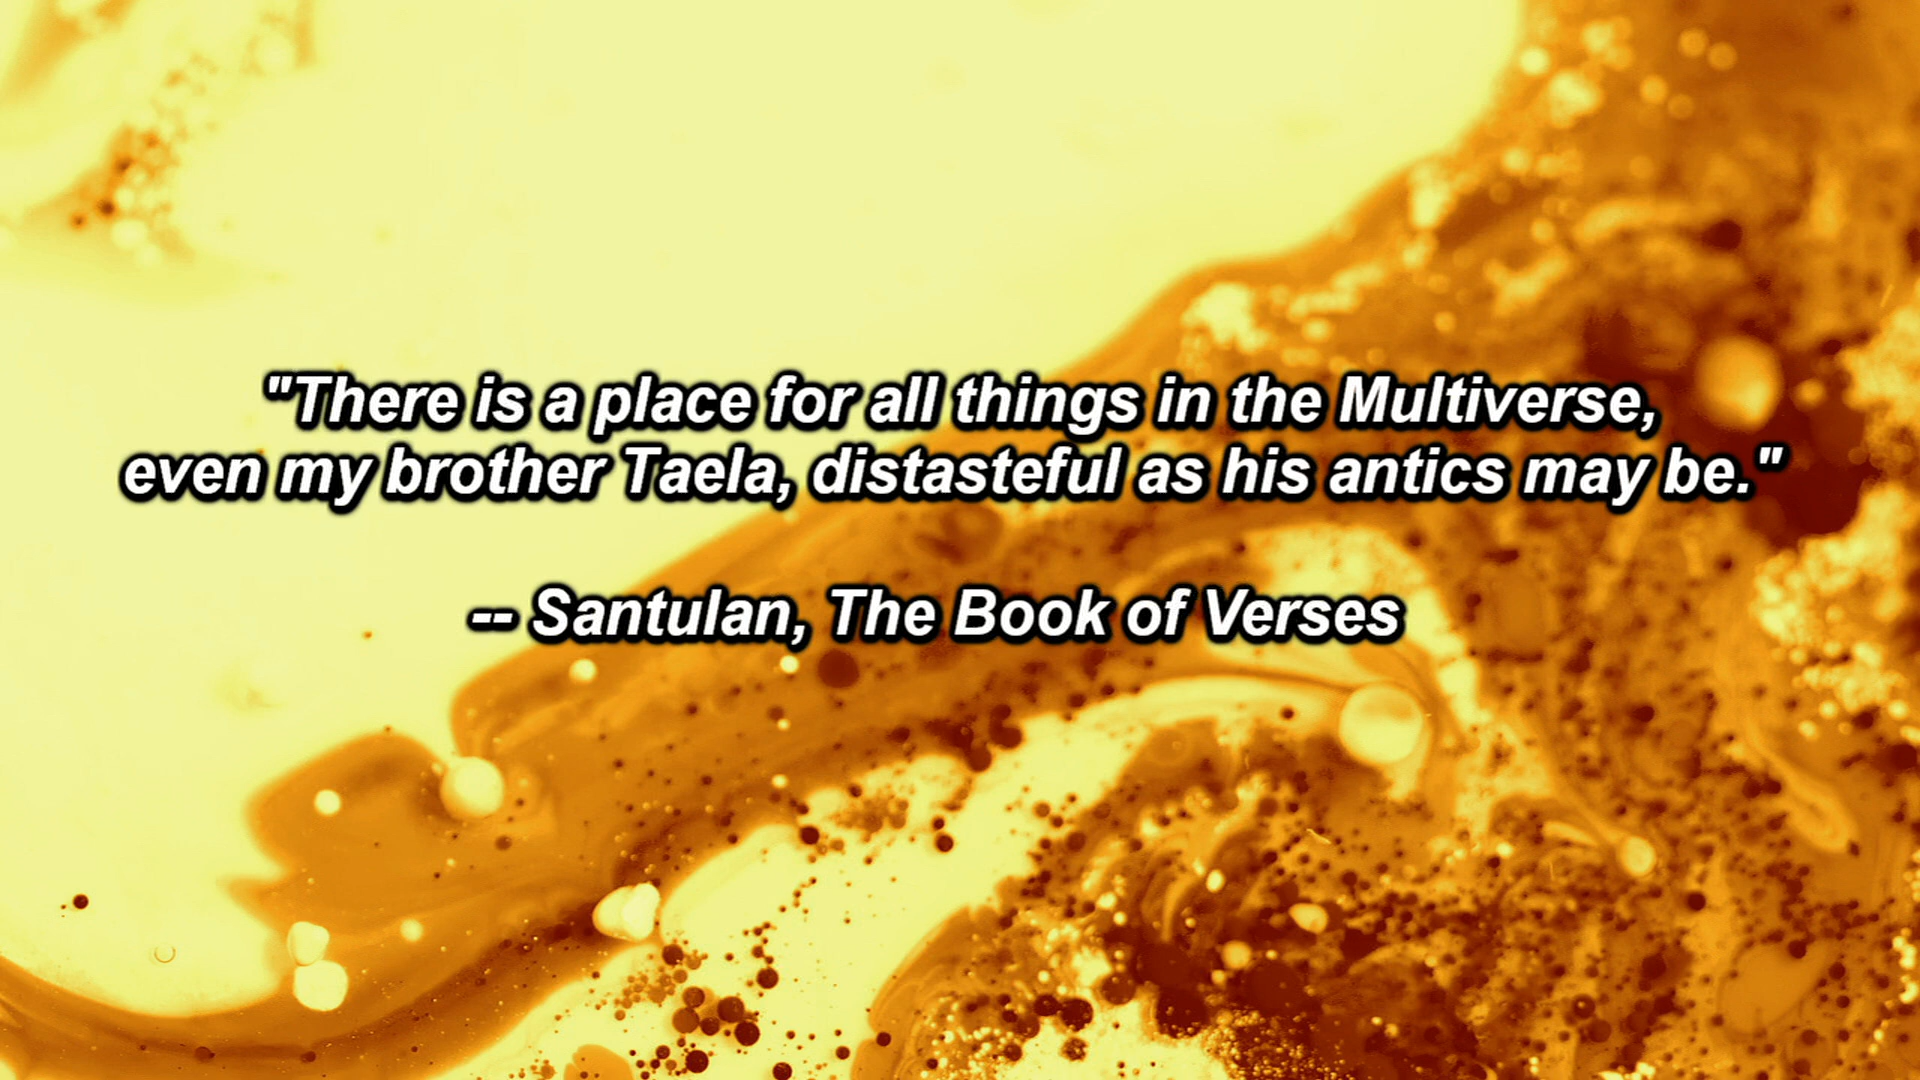 "There is a place for all things in the Multiverse,
even my brother Taela, distasteful as his antics may be."
-- Santulan, The Book of Verses